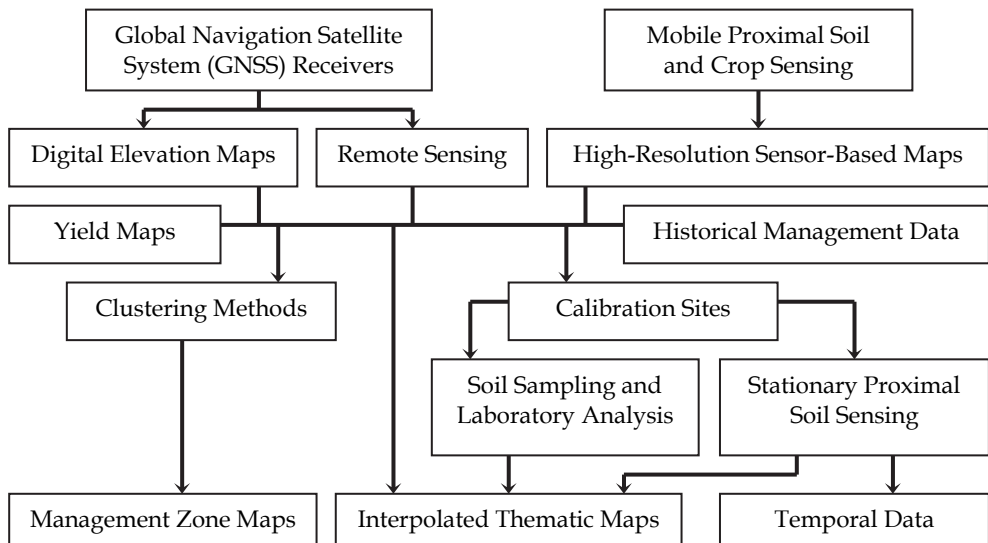 Global Navigation Satellite
System (GNSS) Receivers
Mobile Proximal Soil
and Crop Sensing
Digital Elevation Maps
Remote Sensing
High-Resolution Sensor-Based Maps
Yield Maps
Historical Management Data
Clustering Methods
Calibration Sites
Soil Sampling and
Laboratory Analysis
Stationary Proximal
Soil Sensing
Management Zone Maps
Interpolated Thematic Maps
Temporal Data